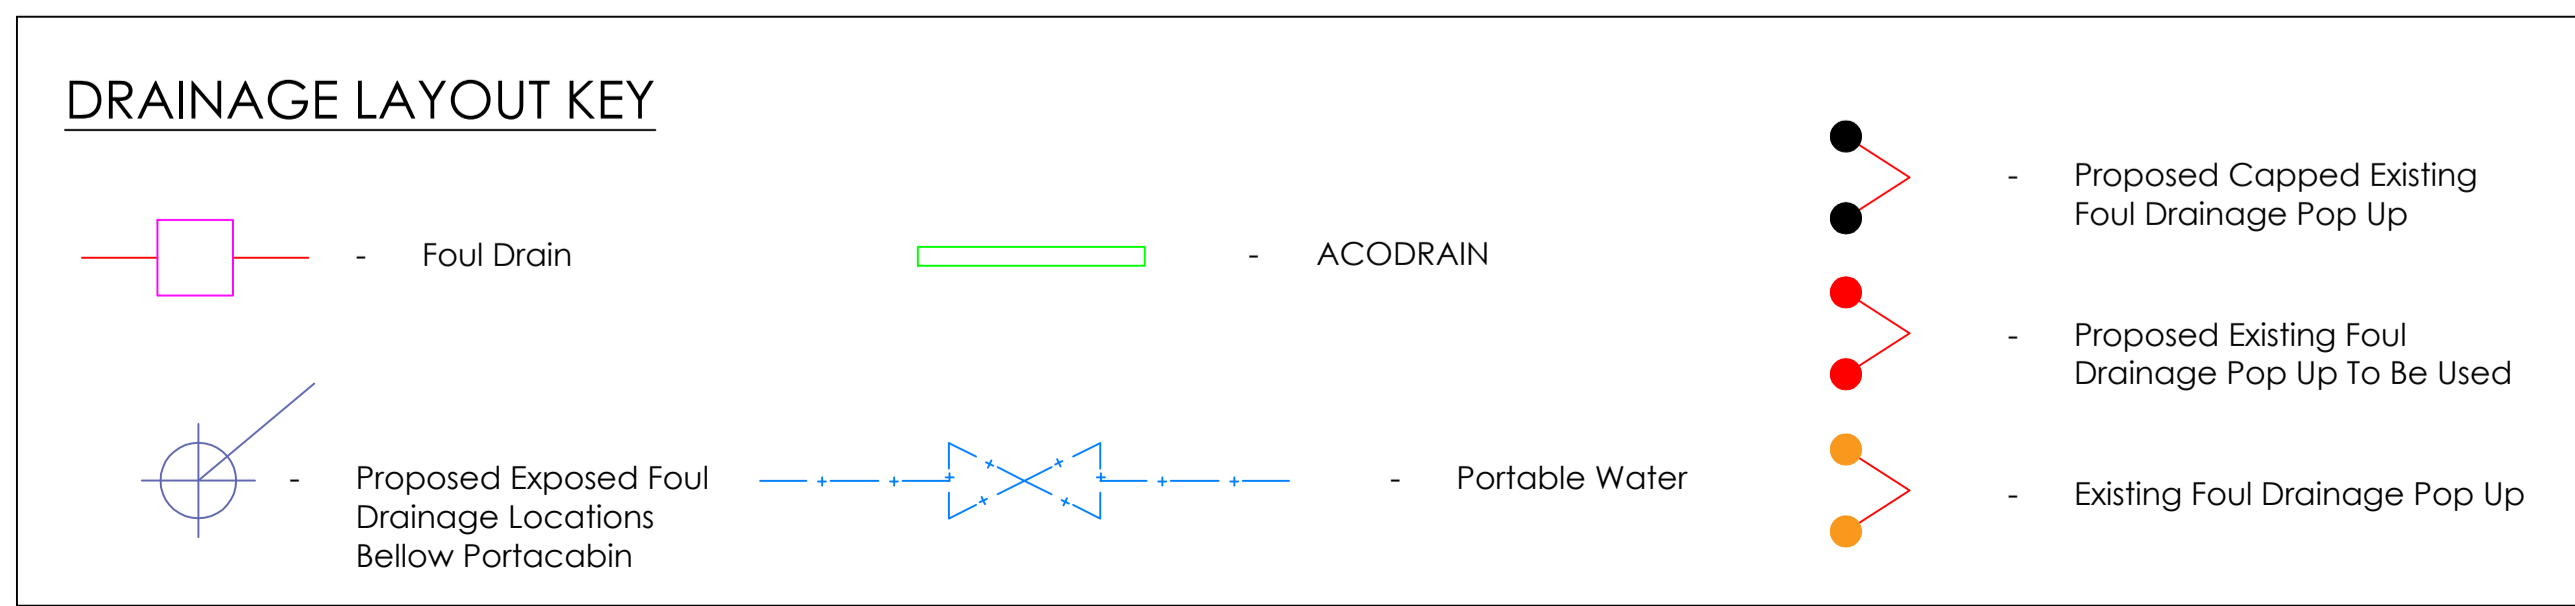 DRAINAGE LAYOUT KEY
- Foul Drain
- Proposed Exposed Foul
Drainage Locations
Bellow Portacabin
- ACODRAIN
- Portable Water
- Proposed Capped Existing
Foul Drainage Pop Up
- Proposed Existing Foul
Drainage Pop Up To Be Used
- Existing Foul Drainage Pop Up